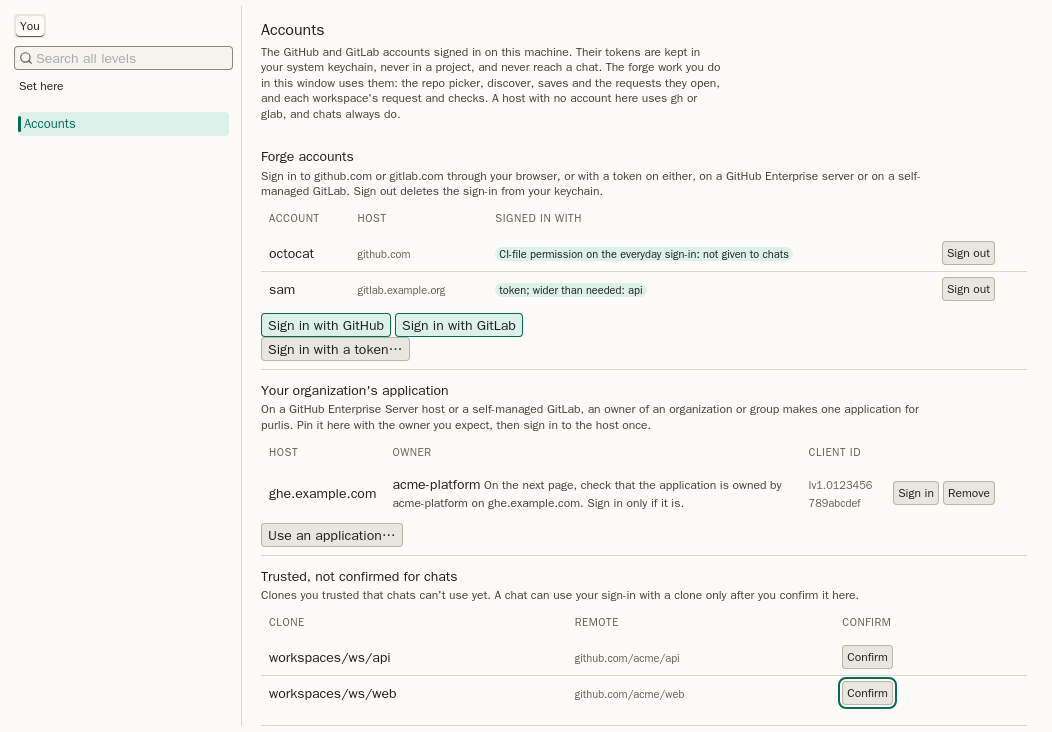 You
Search all levels
Set here
Accounts
Accounts
The GitHub and GitLab accounts signed in on this machine. Their tokens are kept in
your system keychain, never in a project, and never reach a chat. The forge work you do
in this window uses them: the repo picker, discover, saves and the requests they open,
and each workspace's request and checks. A host with no account here uses gh or
glab, and chats always do.
Forge accounts
Sign in to github.com or gitlab.com through your browser, or with a token on either, on a GitHub Enterprise server or on a self-
managed GitLab. Sign out deletes the sign-in from your keychain.
ACCOUNT HOST SIGNED IN WITH
octocat github.com CI-file permission on the everyday sign-in: not given to chats Sign out
sam gitlab.example.org token; wider than needed: api Sign out
Sign in with GitHub Sign in with GitLab
Sign in with a token···
Your organization's application
On a GitHub Enterprise Server host or a self-managed GitLab, an owner of an organization or group makes one application for
purlis. Pin it here with the owner you expect, then sign in to the host once.
HOST OWNER CLIENT ID
ghe.example.com acme-platform On the next page, check that the application is owned by acme-platform on ghe.example.com. Sign in only if it is. Iv1.0123456789abcdef Sign in Remove
Use an application···
Trusted, not confirmed for chats
Clones you trusted that chats can't use yet. A chat can use your sign-in with a clone only after you confirm it here.
CLONE REMOTE CONFIRM
workspaces/ws/api github.com/acme/api Confirm
workspaces/ws/web github.com/acme/web Confirm